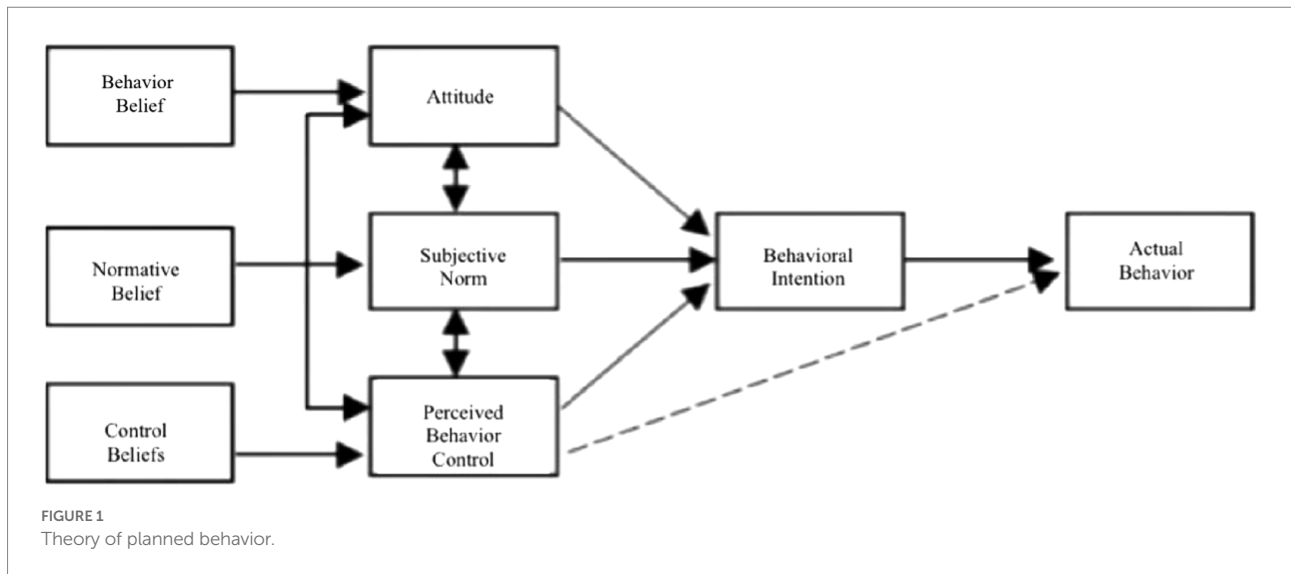 Behavior
Belief
Attitude
Normative
Belief
Subjective
Norm
Behavioral
Intention
Actual
Behavior
Control
Beliefs
Perceived
Behavior
Control
FIGURE 1
Theory of planned behavior.